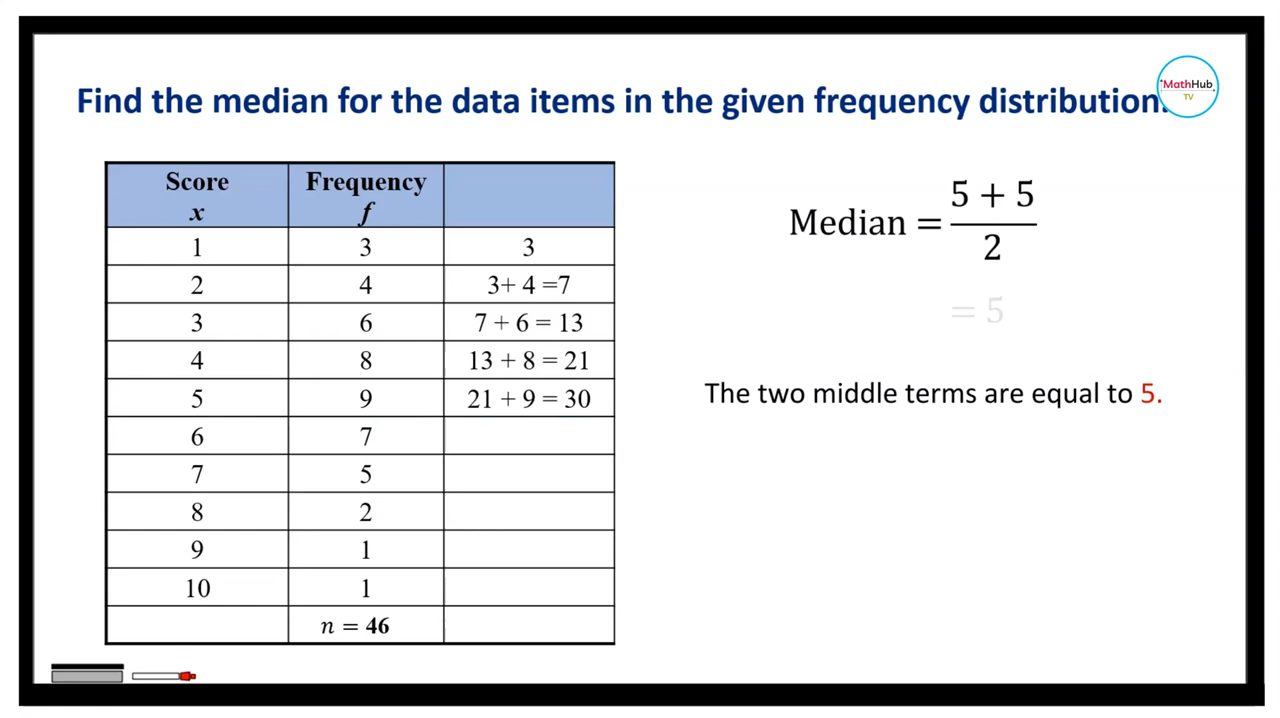 Find the median for the data items in the given frequency distribution.
MathHub
TV
Score Frequency
x f
1 3 3
2 4 3+ 4 =7
3 6 7 + 6 = 13
4 8 13 + 8 = 21
5 9 21 + 9 = 30
6 7
7 5
8 2
9 1
10 1
n = 46
Median = 5 + 5 / 2
= 5
The two middle terms are equal to 5.